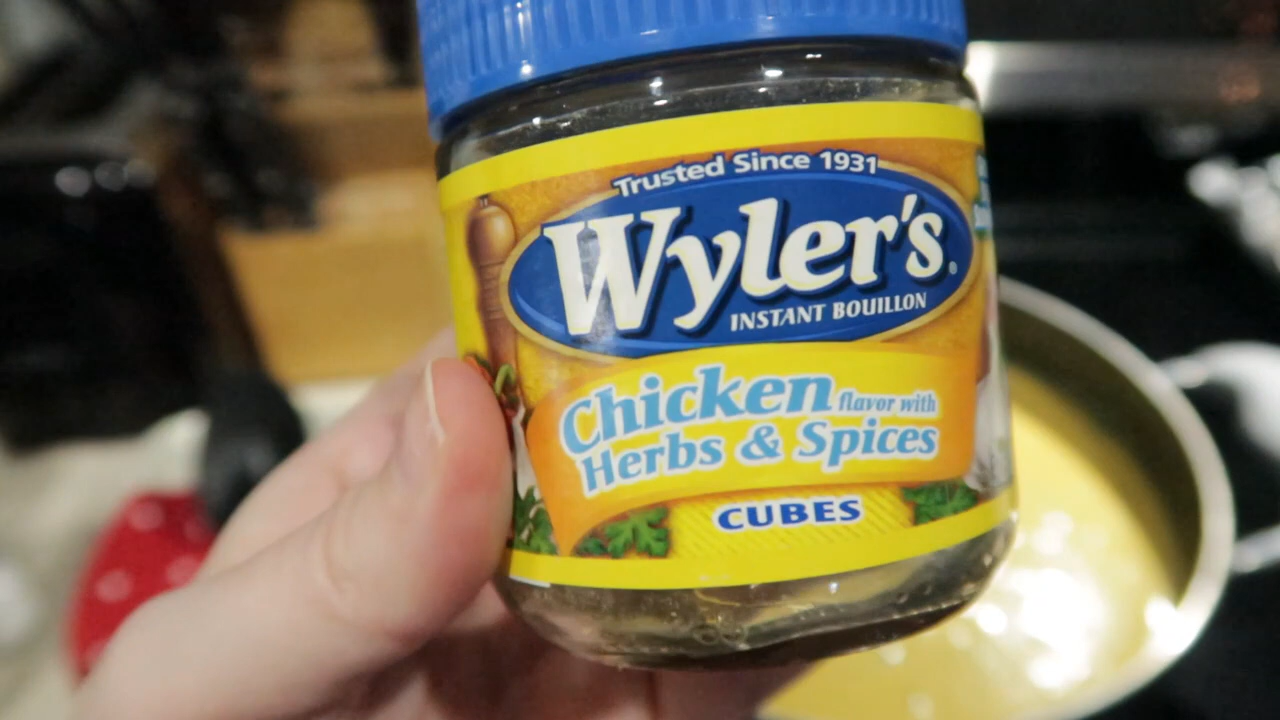 Trusted Since 1931
Wyler's.
INSTANT BOUILLON
Chicken flavor with
Herbs & Spices
CUBES